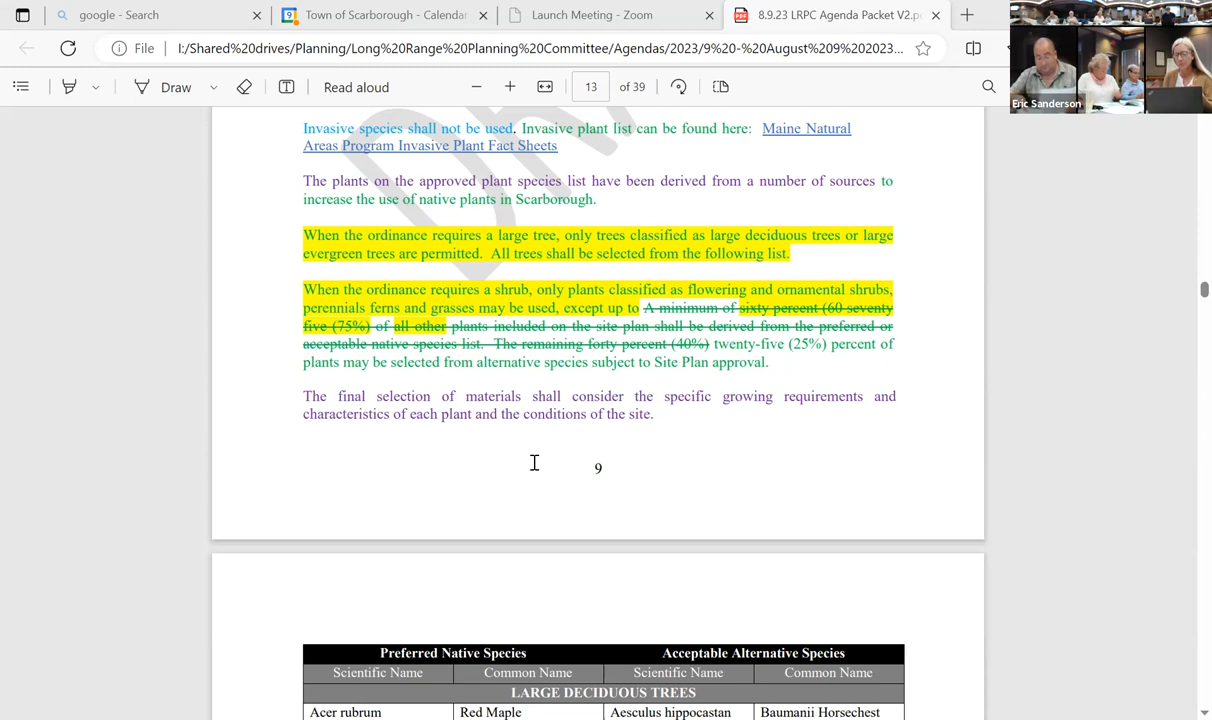 google - Search
Town of Scarborough - Calendar
Launch Meeting - Zoom
8.9.23 LRPC Agenda Packet V2.p
File
I:/Shared%20drives/Planning/Long%20Range%20Planning%20Committee/Agendas/2023/9%20-%20August%209%202023...
Draw
Read aloud
13 of 39
Eric Sanderson
Invasive species shall not be used. Invasive plant list can be found here: Maine Natural
Areas Program Invasive Plant Fact Sheets
The plants on the approved plant species list have been derived from a number of sources to
increase the use of native plants in Scarborough.
When the ordinance requires a large tree, only trees classified as large deciduous trees or large
evergreen trees are permitted. All trees shall be selected from the following list.
When the ordinance requires a shrub, only plants classified as flowering and ornamental shrubs,
perennials ferns and grasses may be used, except up to A minimum of sixty percent (60 seventy
five (75%) of all other plants included on the site plan shall be derived from the preferred or
acceptable native species list. The remaining forty percent (40%) twenty-five (25%) percent of
plants may be selected from alternative species subject to Site Plan approval.
The final selection of materials shall consider the specific growing requirements and
characteristics of each plant and the conditions of the site.
9
Preferred Native Species Acceptable Alternative Species
Scientific Name Common Name Scientific Name Common Name
LARGE DECIDUOUS TREES
Acer rubrum Red Maple Aesculus hippocastan Baumanii Horsechest